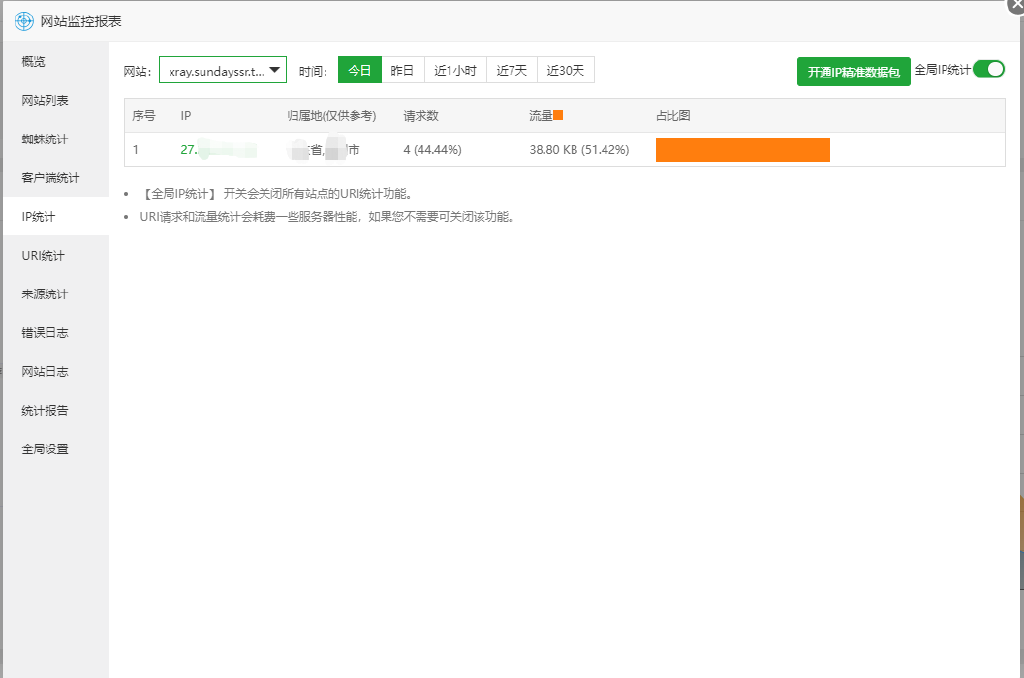 网站监控报表
概览
网站列表
蜘蛛统计
客户端统计
IP统计
URI统计
来源统计
错误日志
网站日志
统计报告
全局设置
网站: xray.sundayssr.t... 时间: 今日 昨日 近1小时 近7天 近30天 开通IP精准数据包 全局IP统计
序号 IP 归属地(仅供参考) 请求数 流量 占比图
1 27. 省, 市 4 (44.44%) 38.80 KB (51.42%)
【全局IP统计】 开关会关闭所有站点的URI统计功能。
URI请求和流量统计会耗费一些服务器性能，如果您不需要可关闭该功能。